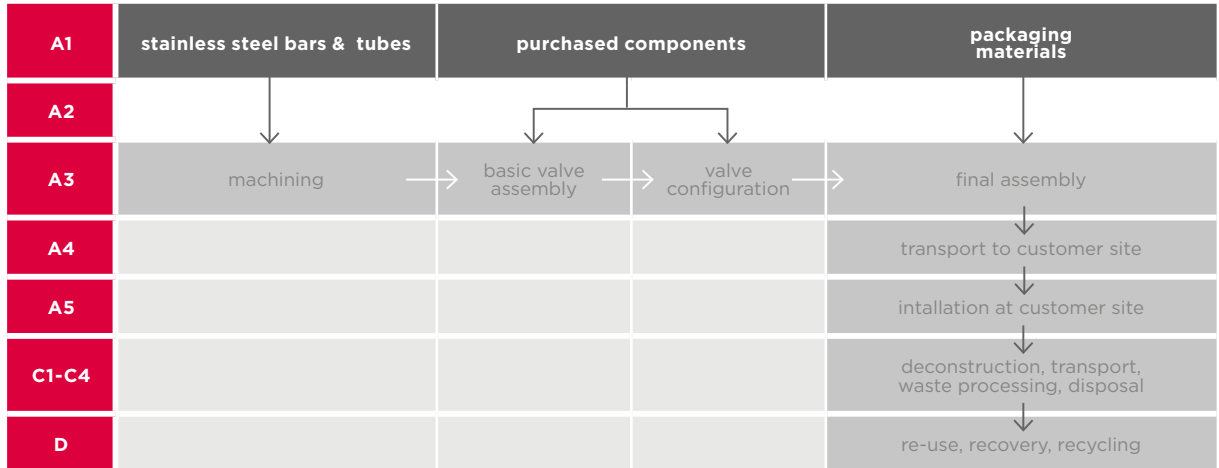 A1
stainless steel bars & tubes
purchased components
packaging
materials
A2
A3
machining
basic valve
assembly
valve
configuration
final assembly
A4
transport to customer site
A5
intallation at customer site
C1-C4
deconstruction, transport,
waste processing, disposal
D
re-use, recovery, recycling